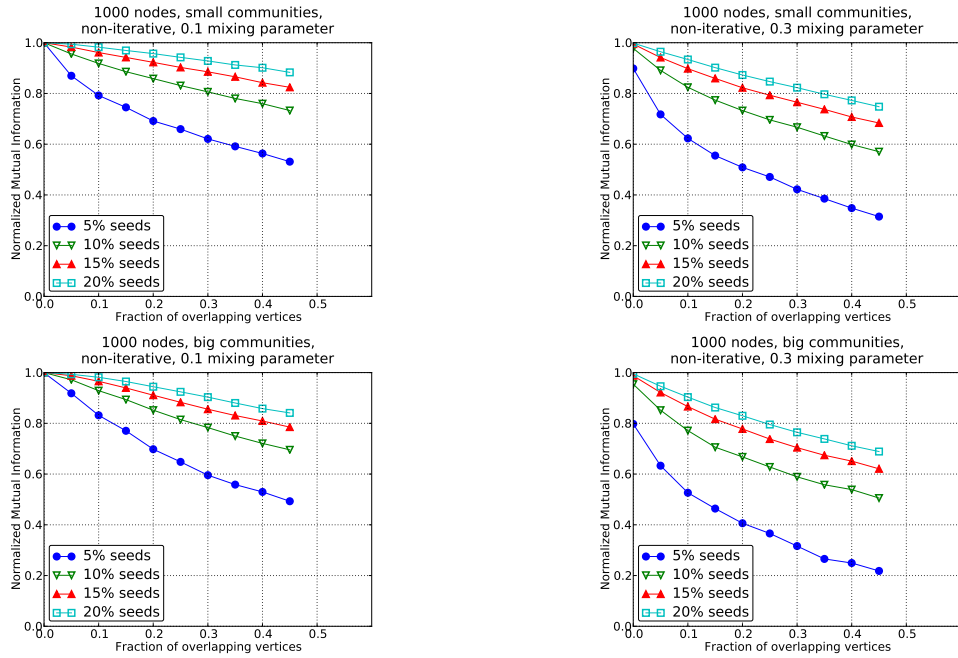 1000 nodes, small communities,
non-iterative, 0.1 mixing parameter
Normalized Mutual Information
1.0
0.8
0.6
0.4
0.2
0.0
5% seeds
10% seeds
15% seeds
20% seeds
0.0 0.1 0.2 0.3 0.4 0.5
Fraction of overlapping vertices
1000 nodes, small communities,
non-iterative, 0.3 mixing parameter
Normalized Mutual Information
1.0
0.8
0.6
0.4
0.2
0.0
5% seeds
10% seeds
15% seeds
20% seeds
0.0 0.1 0.2 0.3 0.4 0.5
Fraction of overlapping vertices
1000 nodes, big communities,
non-iterative, 0.1 mixing parameter
Normalized Mutual Information
1.0
0.8
0.6
0.4
0.2
0.0
5% seeds
10% seeds
15% seeds
20% seeds
0.0 0.1 0.2 0.3 0.4 0.5
Fraction of overlapping vertices
1000 nodes, big communities,
non-iterative, 0.3 mixing parameter
Normalized Mutual Information
1.0
0.8
0.6
0.4
0.2
0.0
5% seeds
10% seeds
15% seeds
20% seeds
0.0 0.1 0.2 0.3 0.4 0.5
Fraction of overlapping vertices